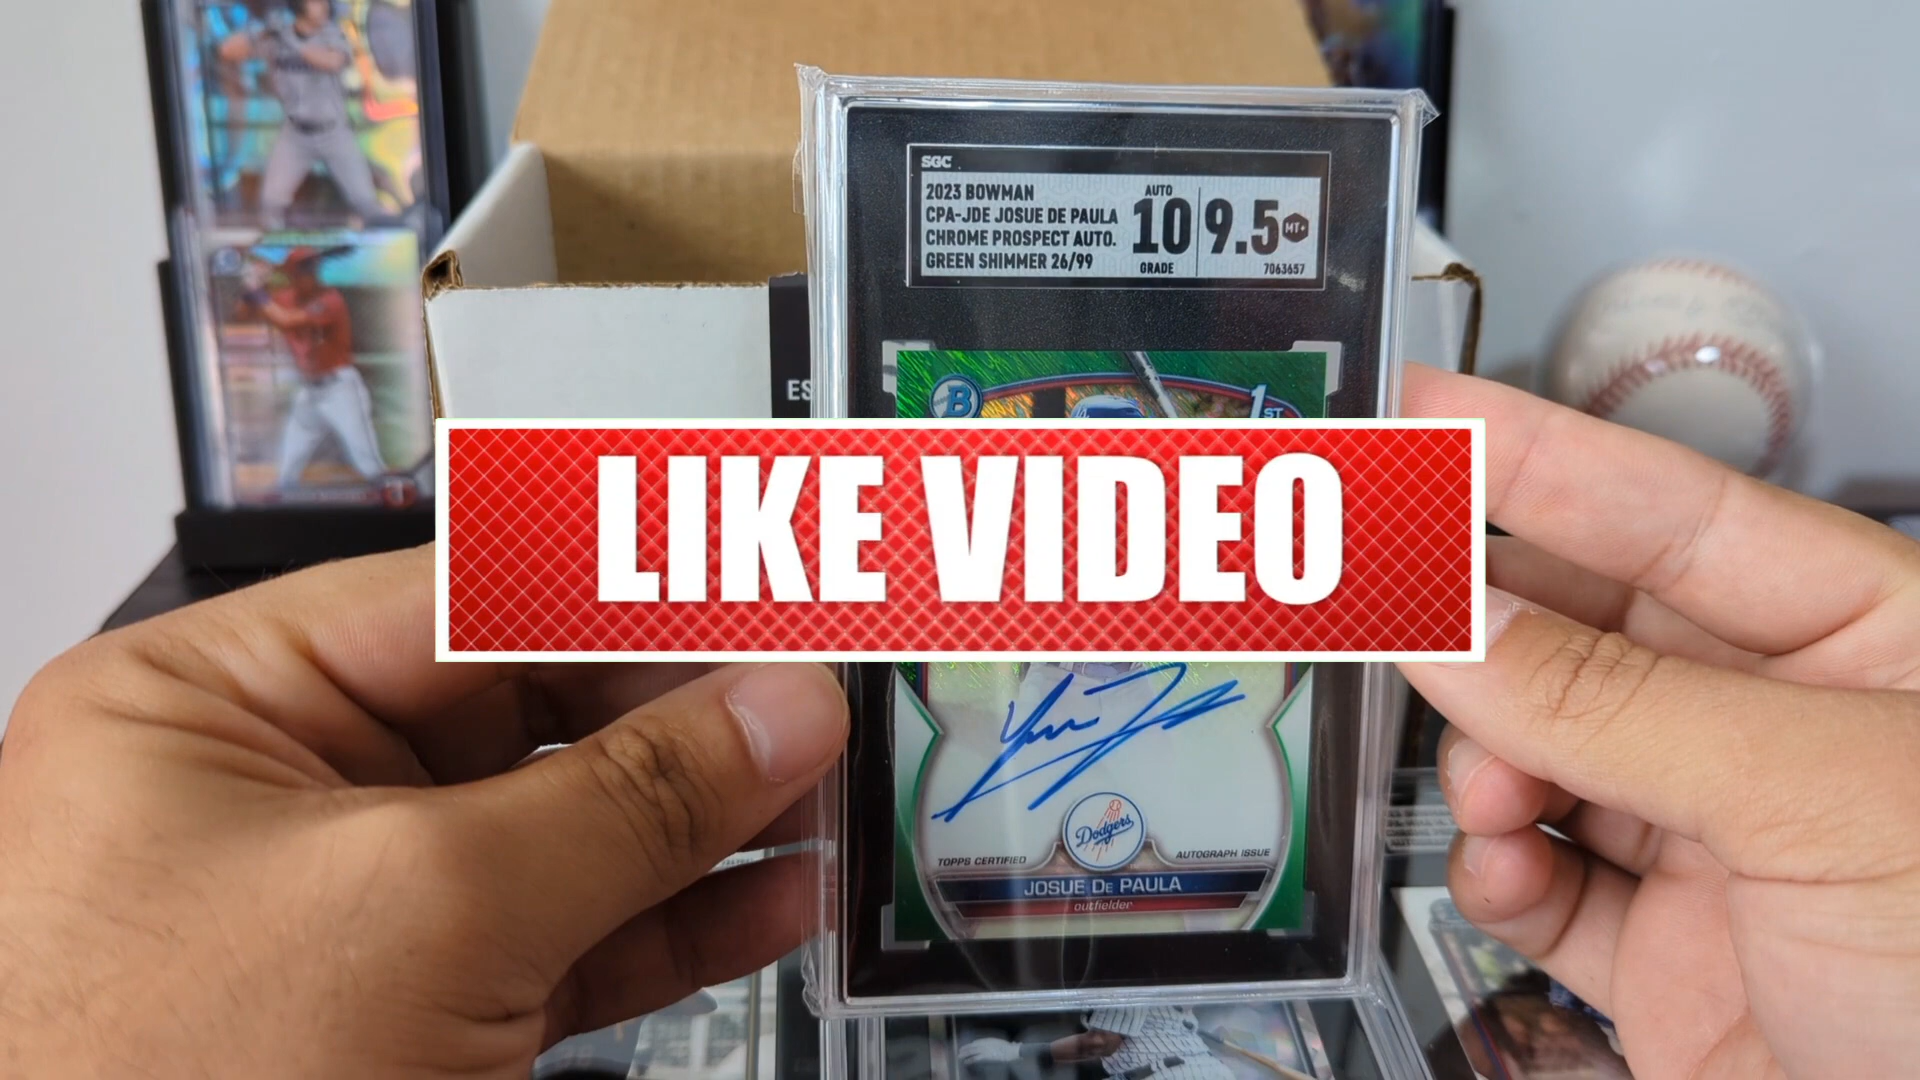 SGC
2023 BOWMAN
CPA-JDE JOSUE DE PAULA
CHROME PROSPECT AUTO.
GREEN SHIMMER 26/99
AUTO
10
GRADE
9.5
MT+
7063657
ES
B
1ST
LIKE VIDEO
Dodgers
TOPPS CERTIFIED
AUTOGRAPH ISSUE
JOSUE DE PAULA
outfielder